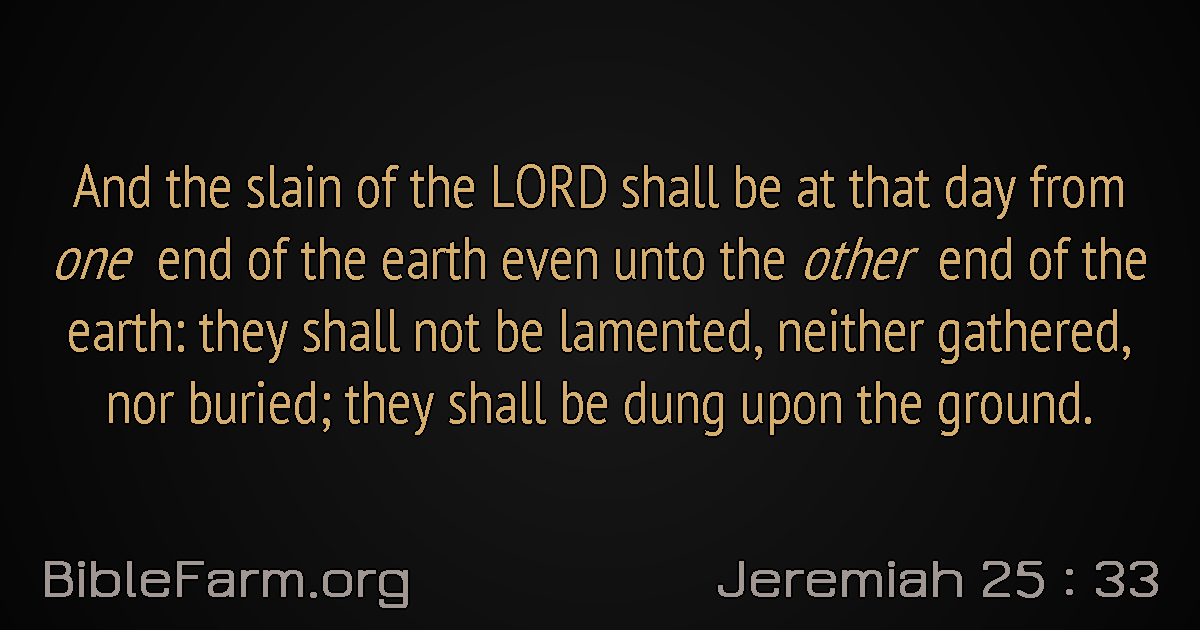 And the slain of the LORD shall be at that day from
one end of the earth even unto the other end of the
earth: they shall not be lamented, neither gathered,
nor buried; they shall be dung upon the ground.
BibleFarm.org
Jeremiah 25 : 33